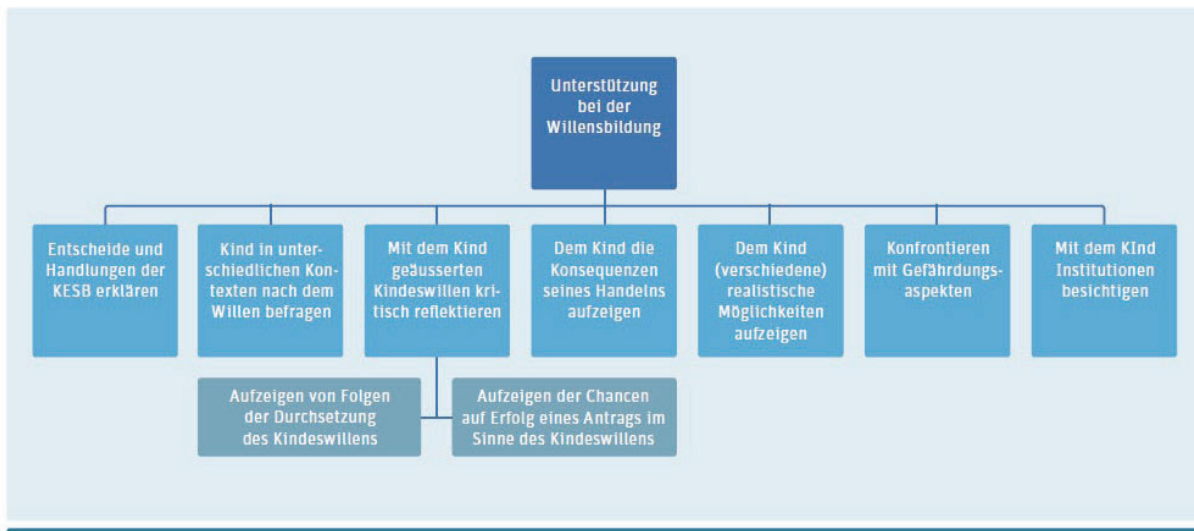 Unterstützung
bei der
Willensbildung
Entscheide und
Handlungen der
KESB erklären
Kind in unter-
schiedlichen Kon-
texten nach dem
Willen befragen
Mit dem Kind
geäusserten
Kindeswillen kri-
tisch reflektieren
Dem Kind die
Konsequenzen
seines Handelns
aufzeigen
Dem Kind
(verschiedene)
realistische
Möglichkeiten
aufzeigen
Konfrontieren
mit Gefährdungs-
aspekten
Mit dem KInd
Institutionen
besichtigen
Aufzeigen von Folgen
der Durchsetzung
des Kindeswillens
Aufzeigen der Chancen
auf Erfolg eines Antrags im
Sinne des Kindeswillens